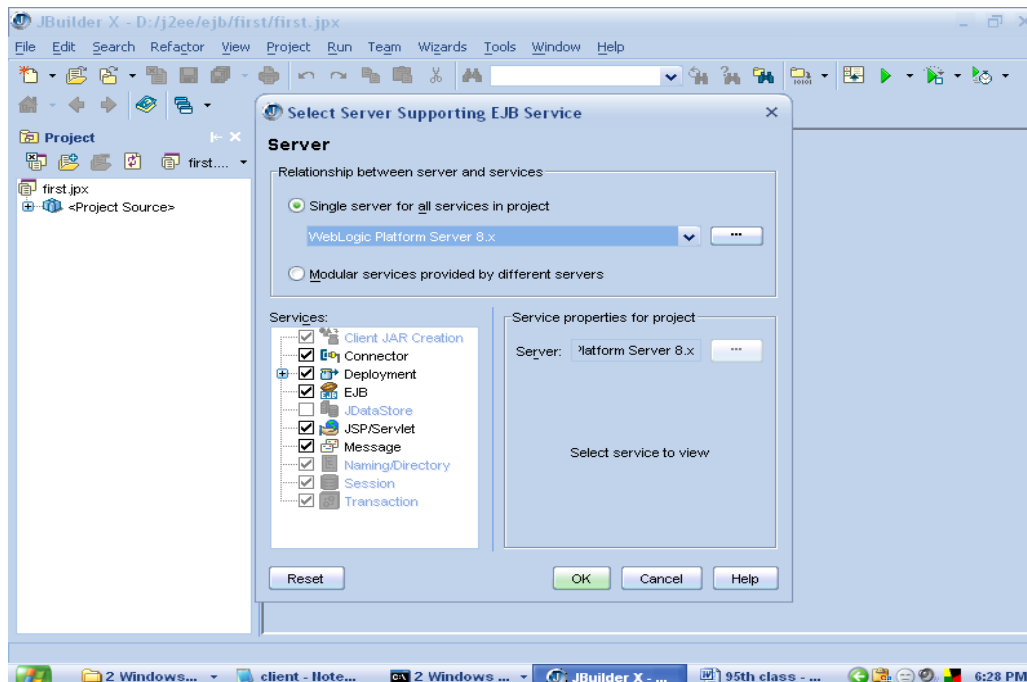 JBuilder X - D:/j2ee/ejb/first/first.jpx
File Edit Search Refactor View Project Run Team Wizards Tools Window Help
Project
first....
first.jpx
<Project Source>
Select Server Supporting EJB Service
Server
Relationship between server and services
Single server for all services in project
WebLogic Platform Server 8.x
...
Modular services provided by different servers
Services:
Client JAR Creation
Connector
Deployment
EJB
JDataStore
JSP/Servlet
Message
Naming/Directory
Session
Transaction
Service properties for project
Server: Platform Server 8.x ...
Select service to view
Reset OK Cancel Help
2 Windows... client - Note... 2 Windows ... JBuilder X - ... 95th class - ... 6:28 PM